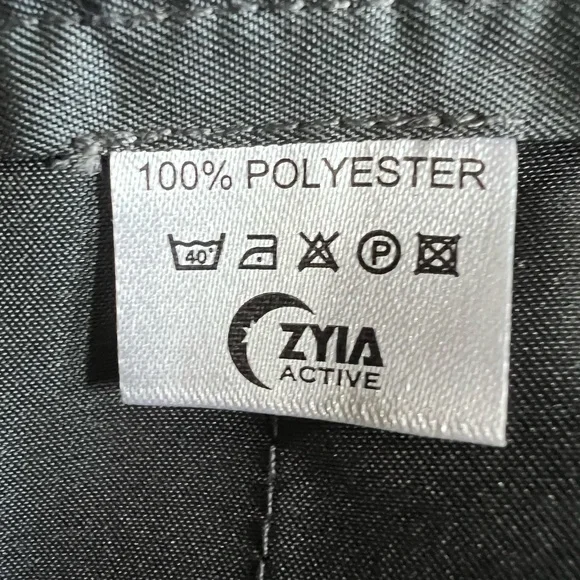 100% POLYESTER
40°
P
ZYIA
ACTIVE